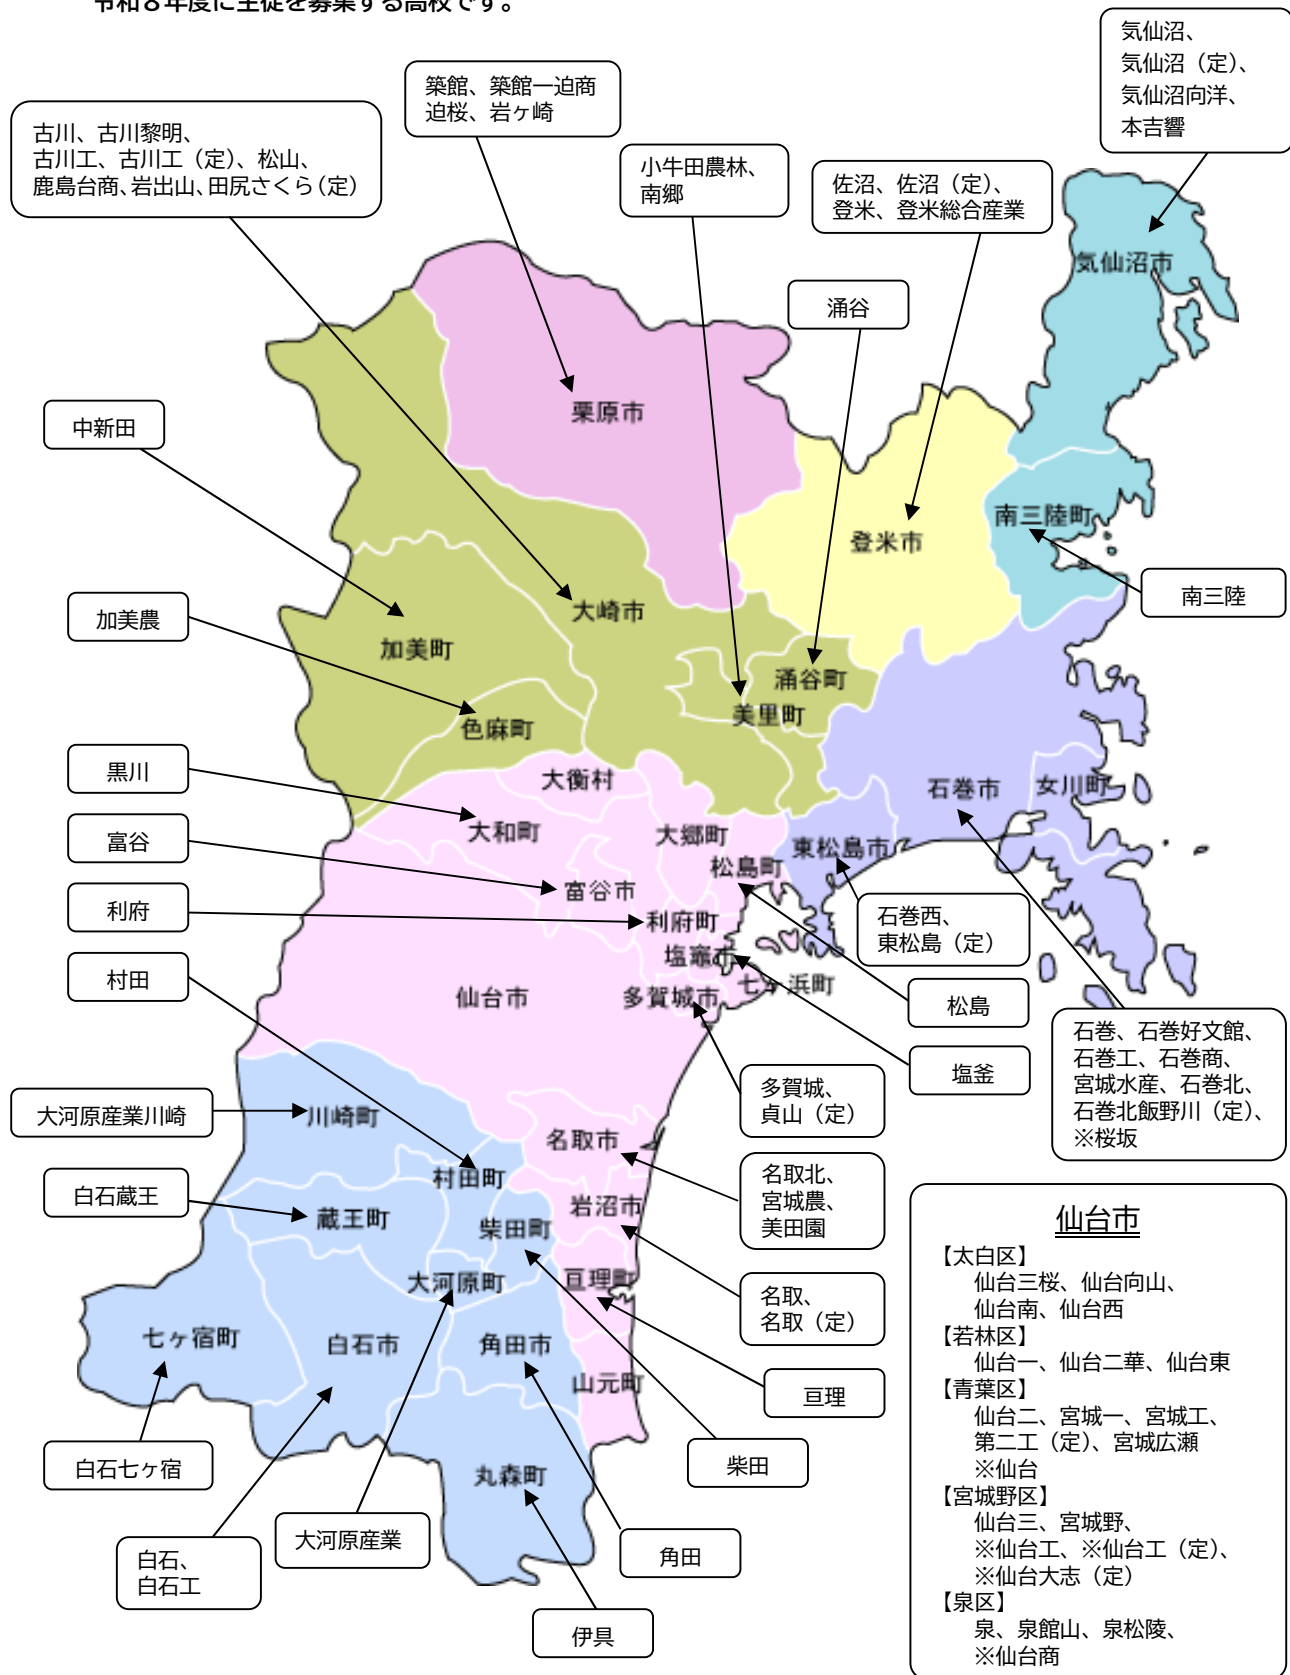 令和８年度に生徒を募集する高校です。
気仙沼、
気仙沼（定）、
気仙沼向洋、
本吉響
築館、築館一迫商
迫桜、岩ヶ崎
古川、古川黎明、
古川工、古川工（定）、松山、
鹿島台商、岩出山、田尻さくら（定）
小牛田農林、
南郷
佐沼、佐沼（定）、
登米、登米総合産業
気仙沼市
涌谷
栗原市
中新田
南三陸町
登米市
南三陸
加美農
大崎市
加美町
涌谷町
美里町
色麻町
黒川
大衡村
石巻市
女川町
富谷
大和町
大郷町
東松島市
松島町
富谷市
利府
利府町
石巻西、
東松島（定）
塩竈市
村田
仙台市
多賀城市
七ヶ浜町
松島
石巻、石巻好文館、
石巻工、石巻商、
宮城水産、石巻北、
石巻北飯野川（定）、
※桜坂
塩釜
多賀城、
貞山（定）
大河原産業川崎
川崎町
名取市
村田町
名取北、
宮城農、
美田園
白石蔵王
蔵王町
岩沼市
柴田町
大河原町
亘理町
名取、
名取（定）
七ヶ宿町
白石市
角田市
山元町
亘理
白石七ヶ宿
丸森町
柴田
大河原産業
角田
白石、
白石工
伊具
仙台市
【太白区】
仙台三桜、仙台向山、
仙台南、仙台西
【若林区】
仙台一、仙台二華、仙台東
【青葉区】
仙台二、宮城一、宮城工、
第二工（定）、宮城広瀬
※仙台
【宮城野区】
仙台三、宮城野、
※仙台工、※仙台工（定）、
※仙台大志（定）
【泉区】
泉、泉館山、泉松陵、
※仙台商